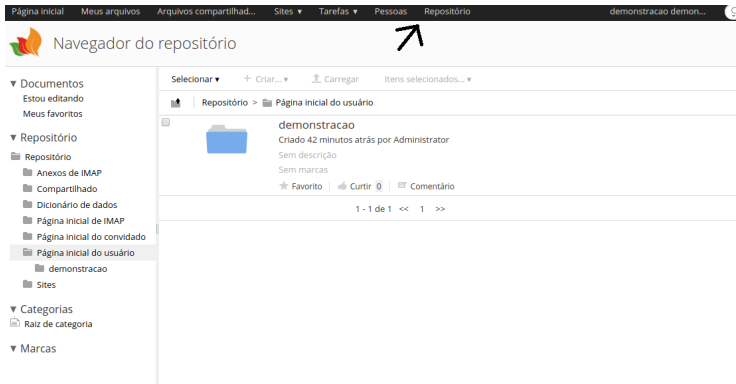 Página inicial Meus arquivos Arquivos compartilhad... Sites ▾ Tarefas ▾ Pessoas Repositório demonstracao demon...
Navegador do repositório
▼ Documentos
Estou editando
Meus favoritos
▼ Repositório
Repositório
Anexos de IMAP
Compartilhado
Dicionário de dados
Página inicial de IMAP
Página inicial do convidado
Página inicial do usuário
demonstracao
Sites
▼ Categorias
Raiz de categoria
▼ Marcas
Selecionar ▾ + Criar... ▾ Carregar Itens selecionados... ▾
Repositório > Página inicial do usuário
demonstracao
Criado 42 minutos atrás por Administrator
Sem descrição
Sem marcas
Favorito Curtir 0 Comentário
1 - 1 de 1 << 1 >>